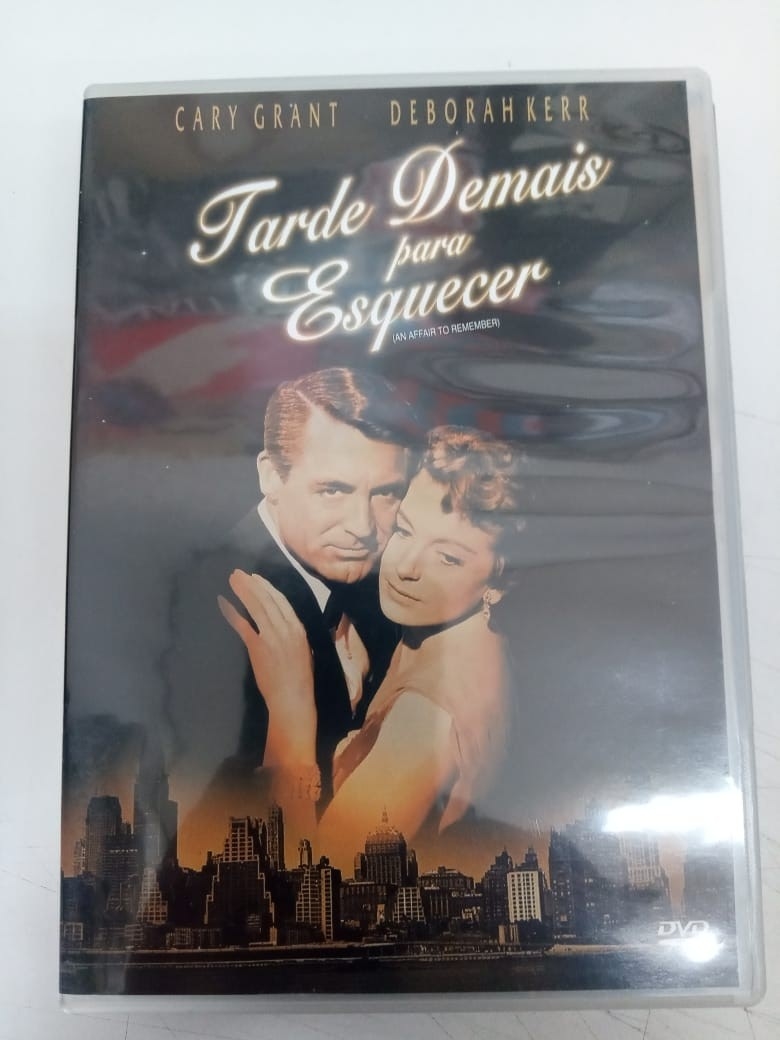 CARY GRANT DEBORAH KERR
Tarde Demais
para
Esquecer
(AN AFFAIR TO REMEMBER)
DVD